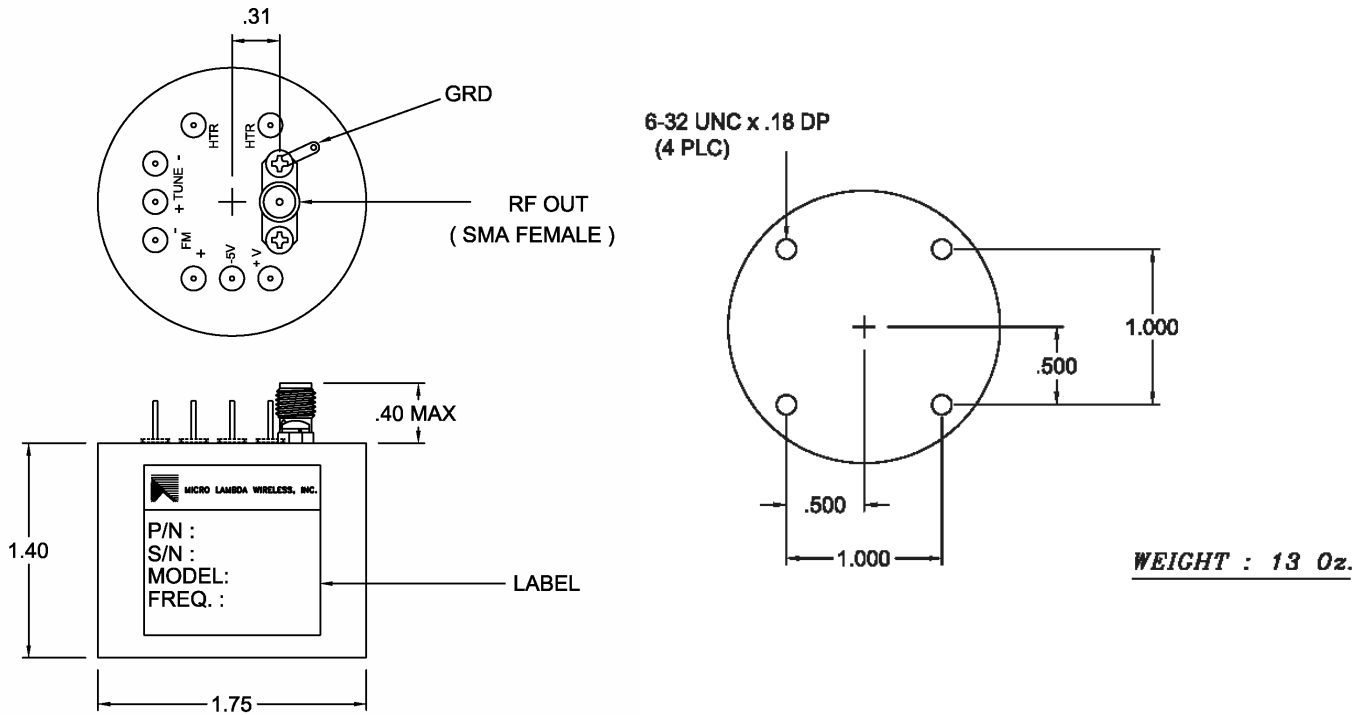 .31
GRD
HTR
HTR
- TUNE +
- FM +
-5V
+ V
RF OUT
( SMA FEMALE )
.40 MAX
MICRO LAMBDA WIRELESS, INC.
P/N :
S/N :
MODEL:
FREQ. :
1.40
LABEL
1.75
6-32 UNC x .18 DP
(4 PLC)
1.000
.500
.500
1.000
WEIGHT : 13 Oz.